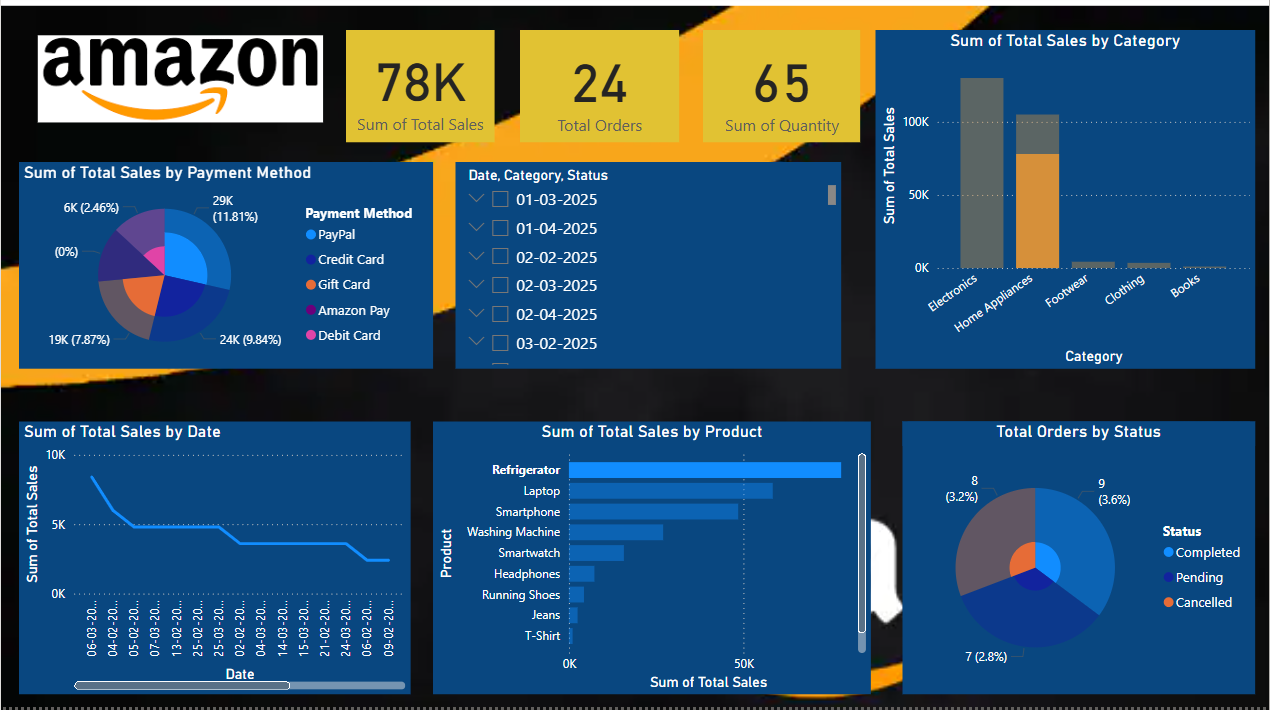 amazon
78K
Sum of Total Sales
24
Total Orders
65
Sum of Quantity
Sum of Total Sales by Category
Sum of Total Sales
100K
50K
0K
Electronics
Home Appliances
Footwear
Clothing
Books
Category
Sum of Total Sales by Payment Method
6K (2.46%)
29K
(11.81%)
(0%)
19K (7.87%)
24K (9.84%)
Payment Method
PayPal
Credit Card
Gift Card
Amazon Pay
Debit Card
Date, Category, Status
01-03-2025
01-04-2025
02-02-2025
02-03-2025
02-04-2025
03-02-2025
Sum of Total Sales by Date
Sum of Total Sales
10K
5K
0K
06-03-20...
04-02-20...
05-02-20...
07-03-20...
13-02-20...
25-02-20...
25-03-20...
02-02-20...
04-03-20...
14-03-20...
15-03-20...
21-02-20...
24-03-20...
06-02-20...
09-02-20...
Date
Sum of Total Sales by Product
Product
Refrigerator
Laptop
Smartphone
Washing Machine
Smartwatch
Headphones
Running Shoes
Jeans
T-Shirt
0K
50K
Sum of Total Sales
Total Orders by Status
8
(3.2%)
9
(3.6%)
7 (2.8%)
Status
Completed
Pending
Cancelled